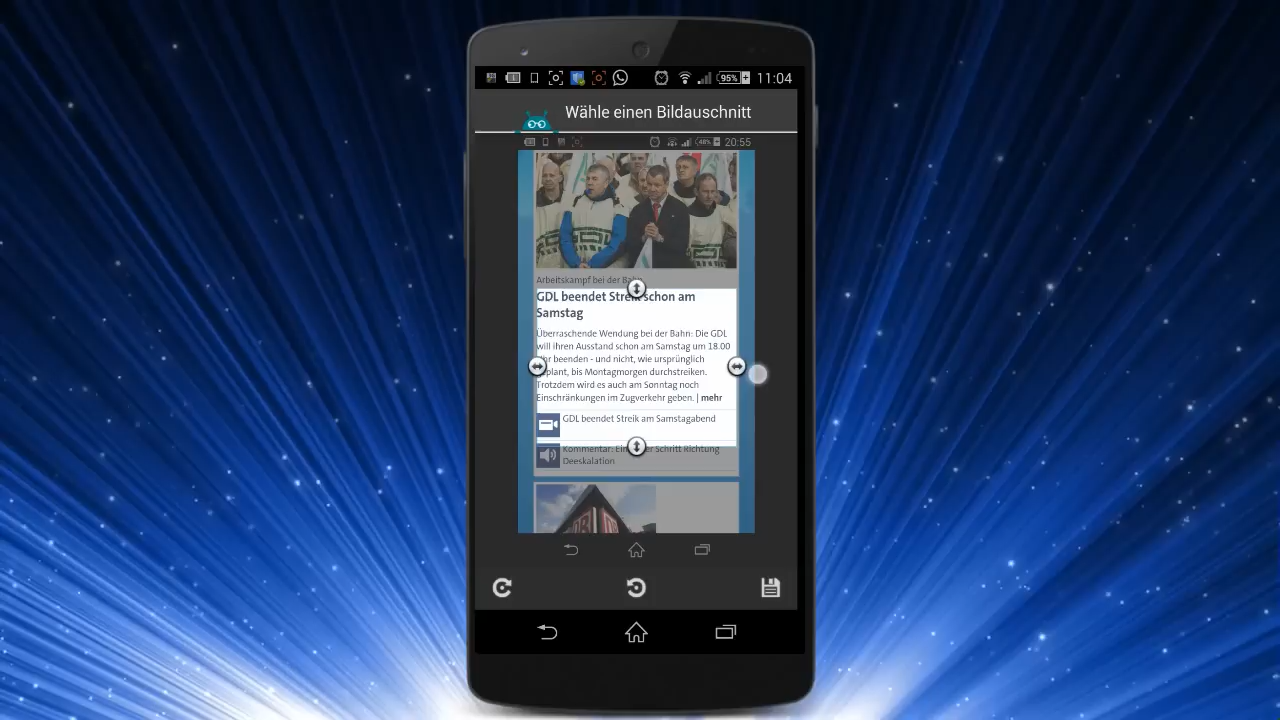 95% 11:04
Wähle einen Bildauschnitt
48% 20:55
Arbeitskampf bei der Bahn
GDL beendet Streik schon am
Samstag
Überraschende Wendung bei der Bahn: Die GDL
will ihren Ausstand schon am Samstag um 18.00
Uhr beenden - und nicht, wie ursprünglich
geplant, bis Montagmorgen durchstreiken.
Trotzdem wird es auch am Sonntag noch
Einschränkungen im Zugverkehr geben. | mehr
GDL beendet Streik am Samstagabend
Kommentar: Ein Schritt Richtung
Deeskalation